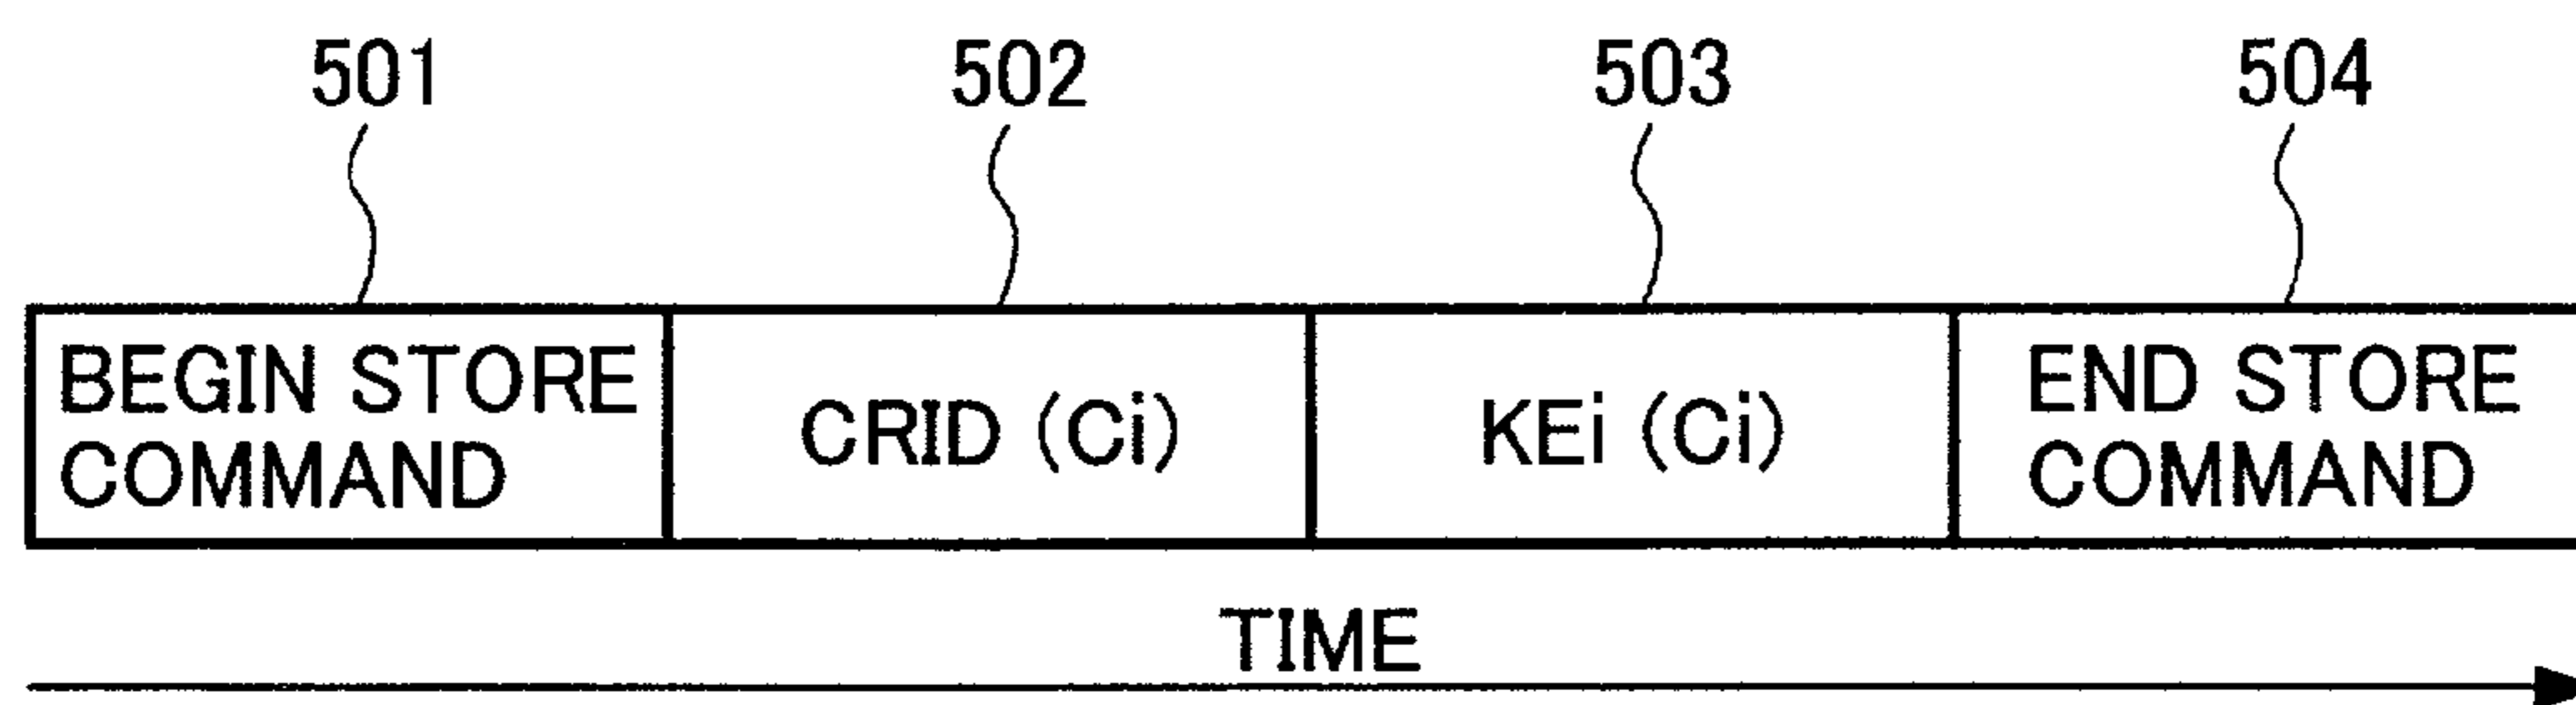 501 502 503 504
BEGIN STORE
COMMAND
CRID (Ci)
KEi (Ci)
END STORE
COMMAND
TIME